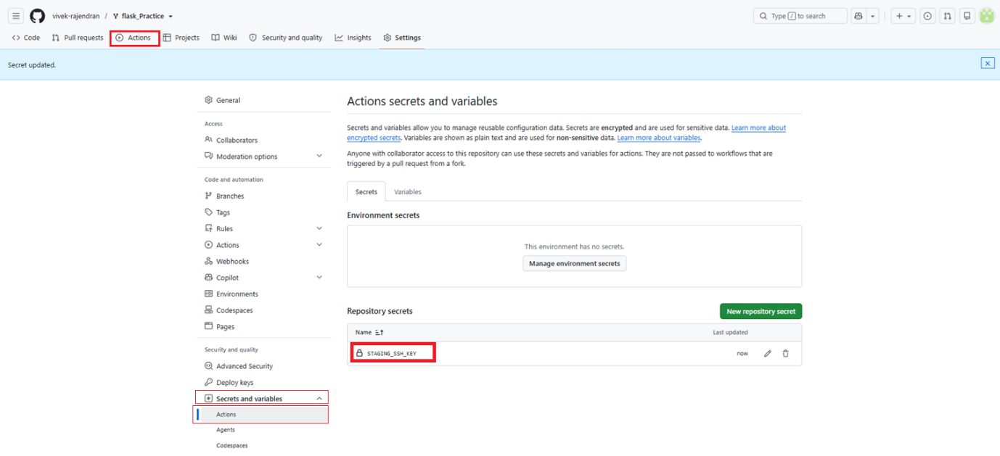 vivek-rajendran / flask_Practice
Type / to search
Code Pull requests Actions Projects Wiki Security and quality Insights Settings
Secret updated.
General
Access
Collaborators
Moderation options
Code and automation
Branches
Tags
Rules
Actions
Webhooks
Copilot
Environments
Codespaces
Pages
Security and quality
Advanced Security
Deploy keys
Secrets and variables
Actions
Agents
Codespaces
Actions secrets and variables
Secrets and variables allow you to manage reusable configuration data. Secrets are encrypted and are used for sensitive data. Learn more about
encrypted secrets. Variables are shown as plain text and are used for non-sensitive data. Learn more about variables.
Anyone with collaborator access to this repository can use these secrets and variables for actions. They are not passed to workflows that are
triggered by a pull request from a fork.
Secrets Variables
Environment secrets
This environment has no secrets.
Manage environment secrets
Repository secrets
New repository secret
Name Last updated
STAGING_SSH_KEY now